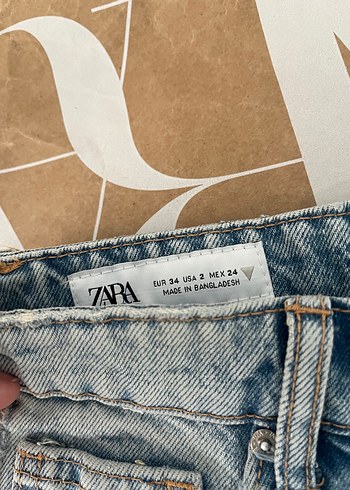 ZARA
EUR 34 USA 2 MEX 24
MADE IN BANGLADESH